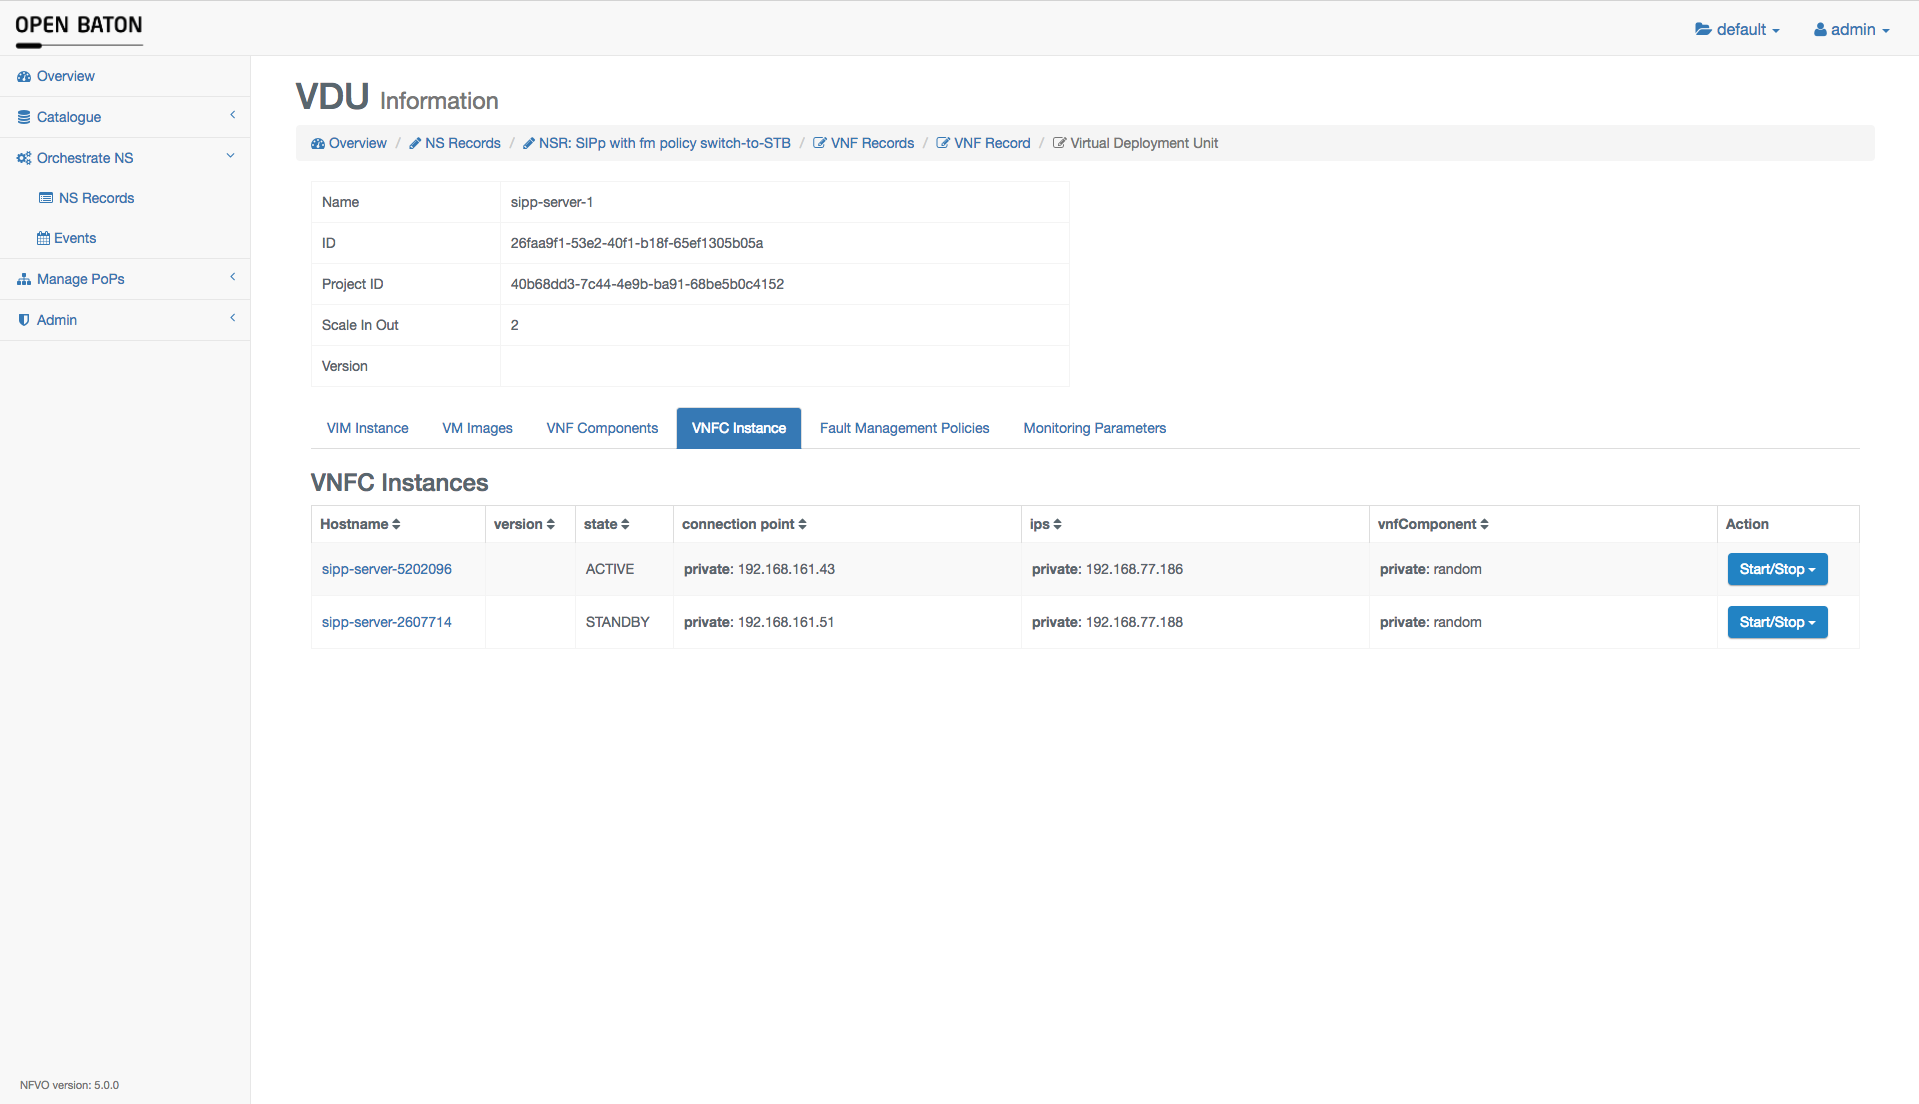 OPEN BATON
default
admin
Overview
Catalogue
Orchestrate NS
NS Records
Events
Manage PoPs
Admin
NFVO version: 5.0.0
VDU Information
Overview / NS Records / NSR: SIPp with fm policy switch-to-STB / VNF Records / VNF Record / Virtual Deployment Unit
Name sipp-server-1
ID 26faa9f1-53e2-40f1-b18f-65ef1305b05a
Project ID 40b68dd3-7c44-4e9b-ba91-68be5b0c4152
Scale In Out 2
Version
VIM Instance VM Images VNF Components VNFC Instance Fault Management Policies Monitoring Parameters
VNFC Instances
Hostname version state connection point ips vnfComponent Action
sipp-server-5202096 ACTIVE private: 192.168.161.43 private: 192.168.77.186 private: random Start/Stop
sipp-server-2607714 STANDBY private: 192.168.161.51 private: 192.168.77.188 private: random Start/Stop